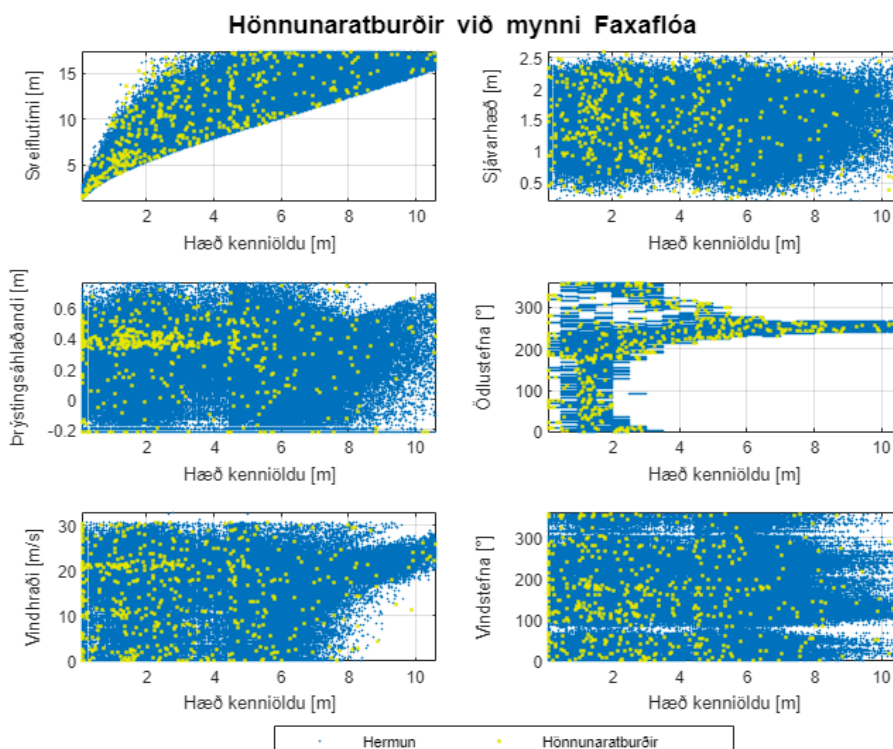 Hönnunaratburðir við mynni Faxaflóa
Sveiflutími [m]
15
10
5
2 4 6 8 10
Hæð kenniöldu [m]
Sjávarhæð [m]
2.5
2
1.5
1
0.5
2 4 6 8 10
Hæð kenniöldu [m]
Þrýstingsáhlaðandi [m]
0.6
0.4
0.2
0
-0.2
2 4 6 8 10
Hæð kenniöldu [m]
Ödlustefna [°]
300
200
100
0
2 4 6 8 10
Hæð kenniöldu [m]
Vindhraði [m/s]
30
20
10
0
2 4 6 8 10
Hæð kenniöldu [m]
Vindstefna [°]
300
200
100
0
2 4 6 8 10
Hæð kenniöldu [m]
Hermun Hönnunaratburðir